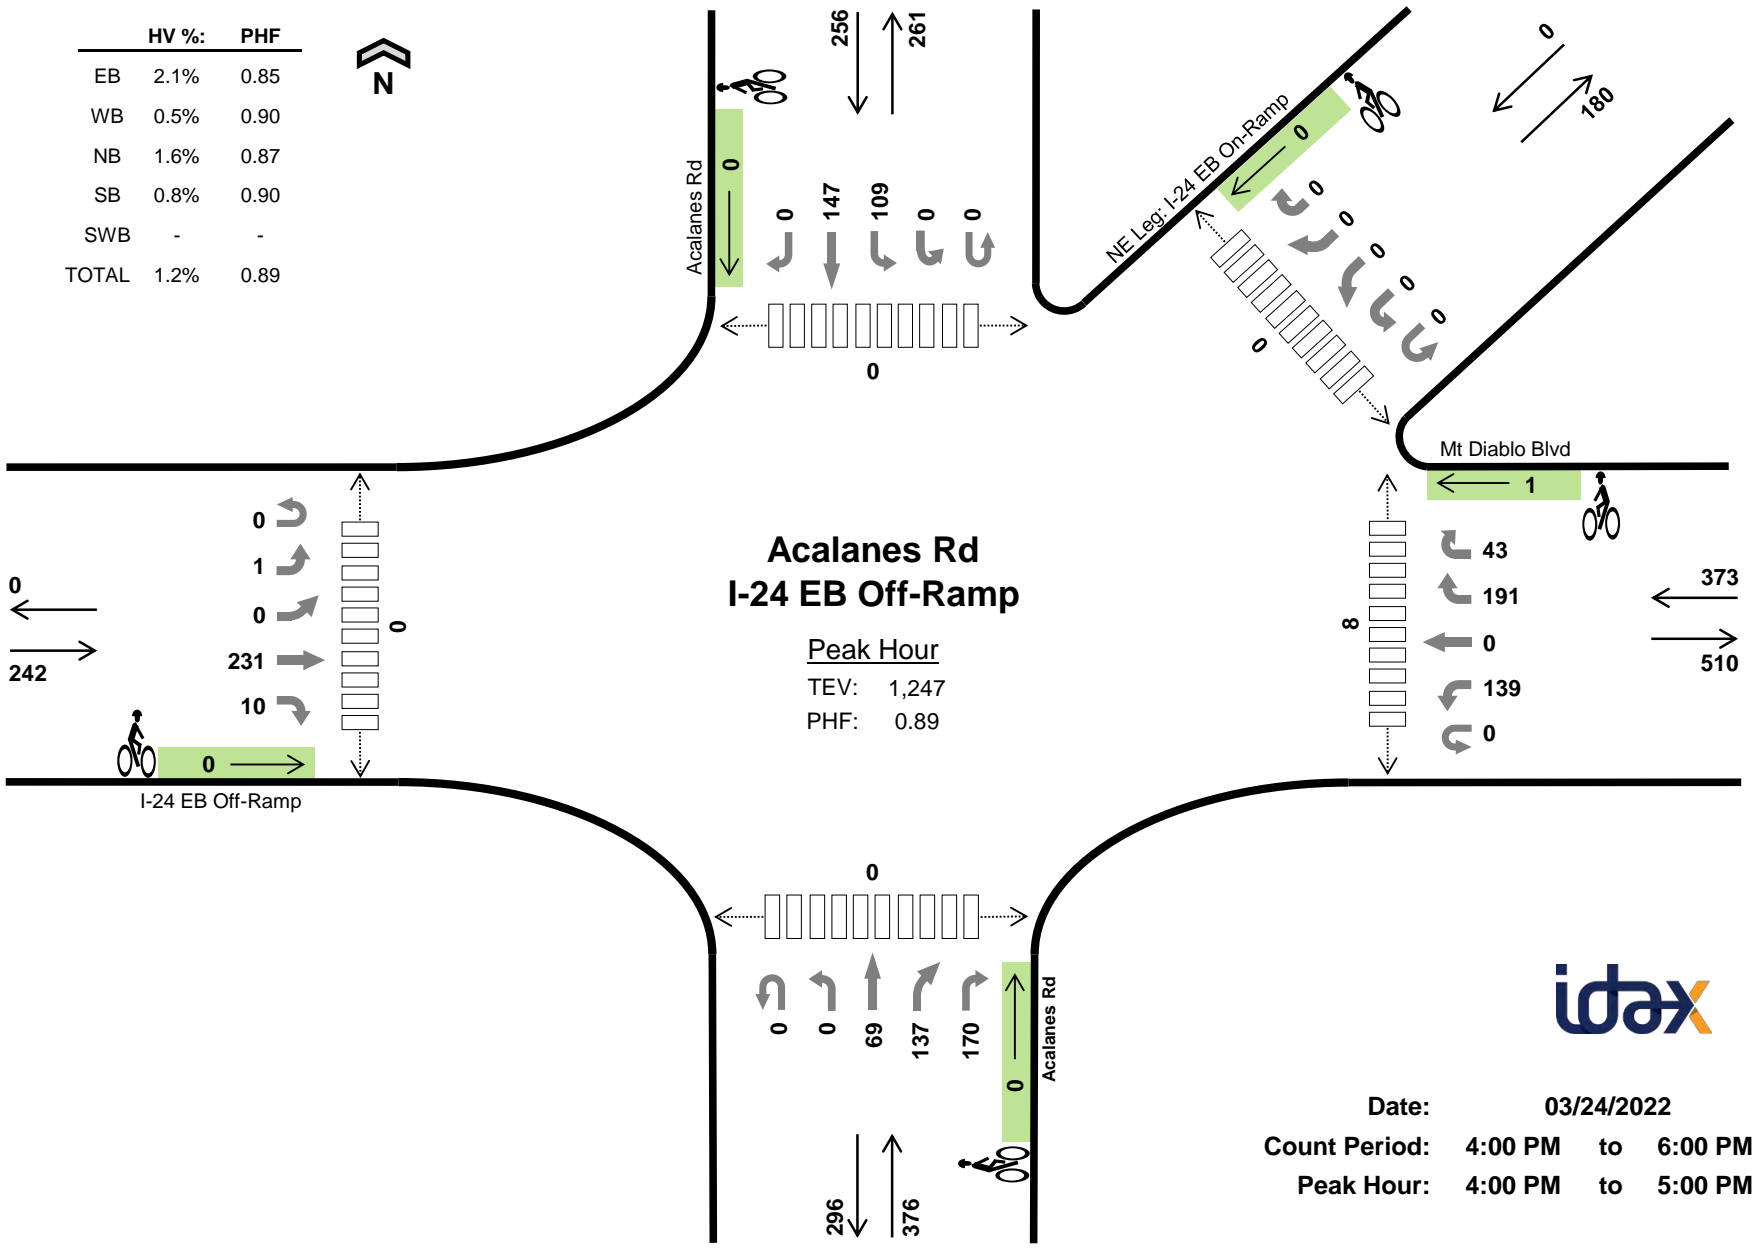 HV %: PHF
EB 2.1% 0.85
WB 0.5% 0.90
NB 1.6% 0.87
SB 0.8% 0.90
SWB - -
TOTAL 1.2% 0.89
N
256
261
0
180
Acalanes Rd
0
0
147
109
0
0
0
NE Leg: I-24 EB On-Ramp
0
0
0
0
0
0
0
Mt Diablo Blvd
1
43
191
0
139
0
8
373
510
0
242
0
1
0
231
10
0
0
I-24 EB Off-Ramp
Acalanes Rd
I-24 EB Off-Ramp
Peak Hour
TEV: 1,247
PHF: 0.89
0
0
0
69
137
170
0
Acalanes Rd
296
376
idax
Date: 03/24/2022
Count Period: 4:00 PM to 6:00 PM
Peak Hour: 4:00 PM to 5:00 PM